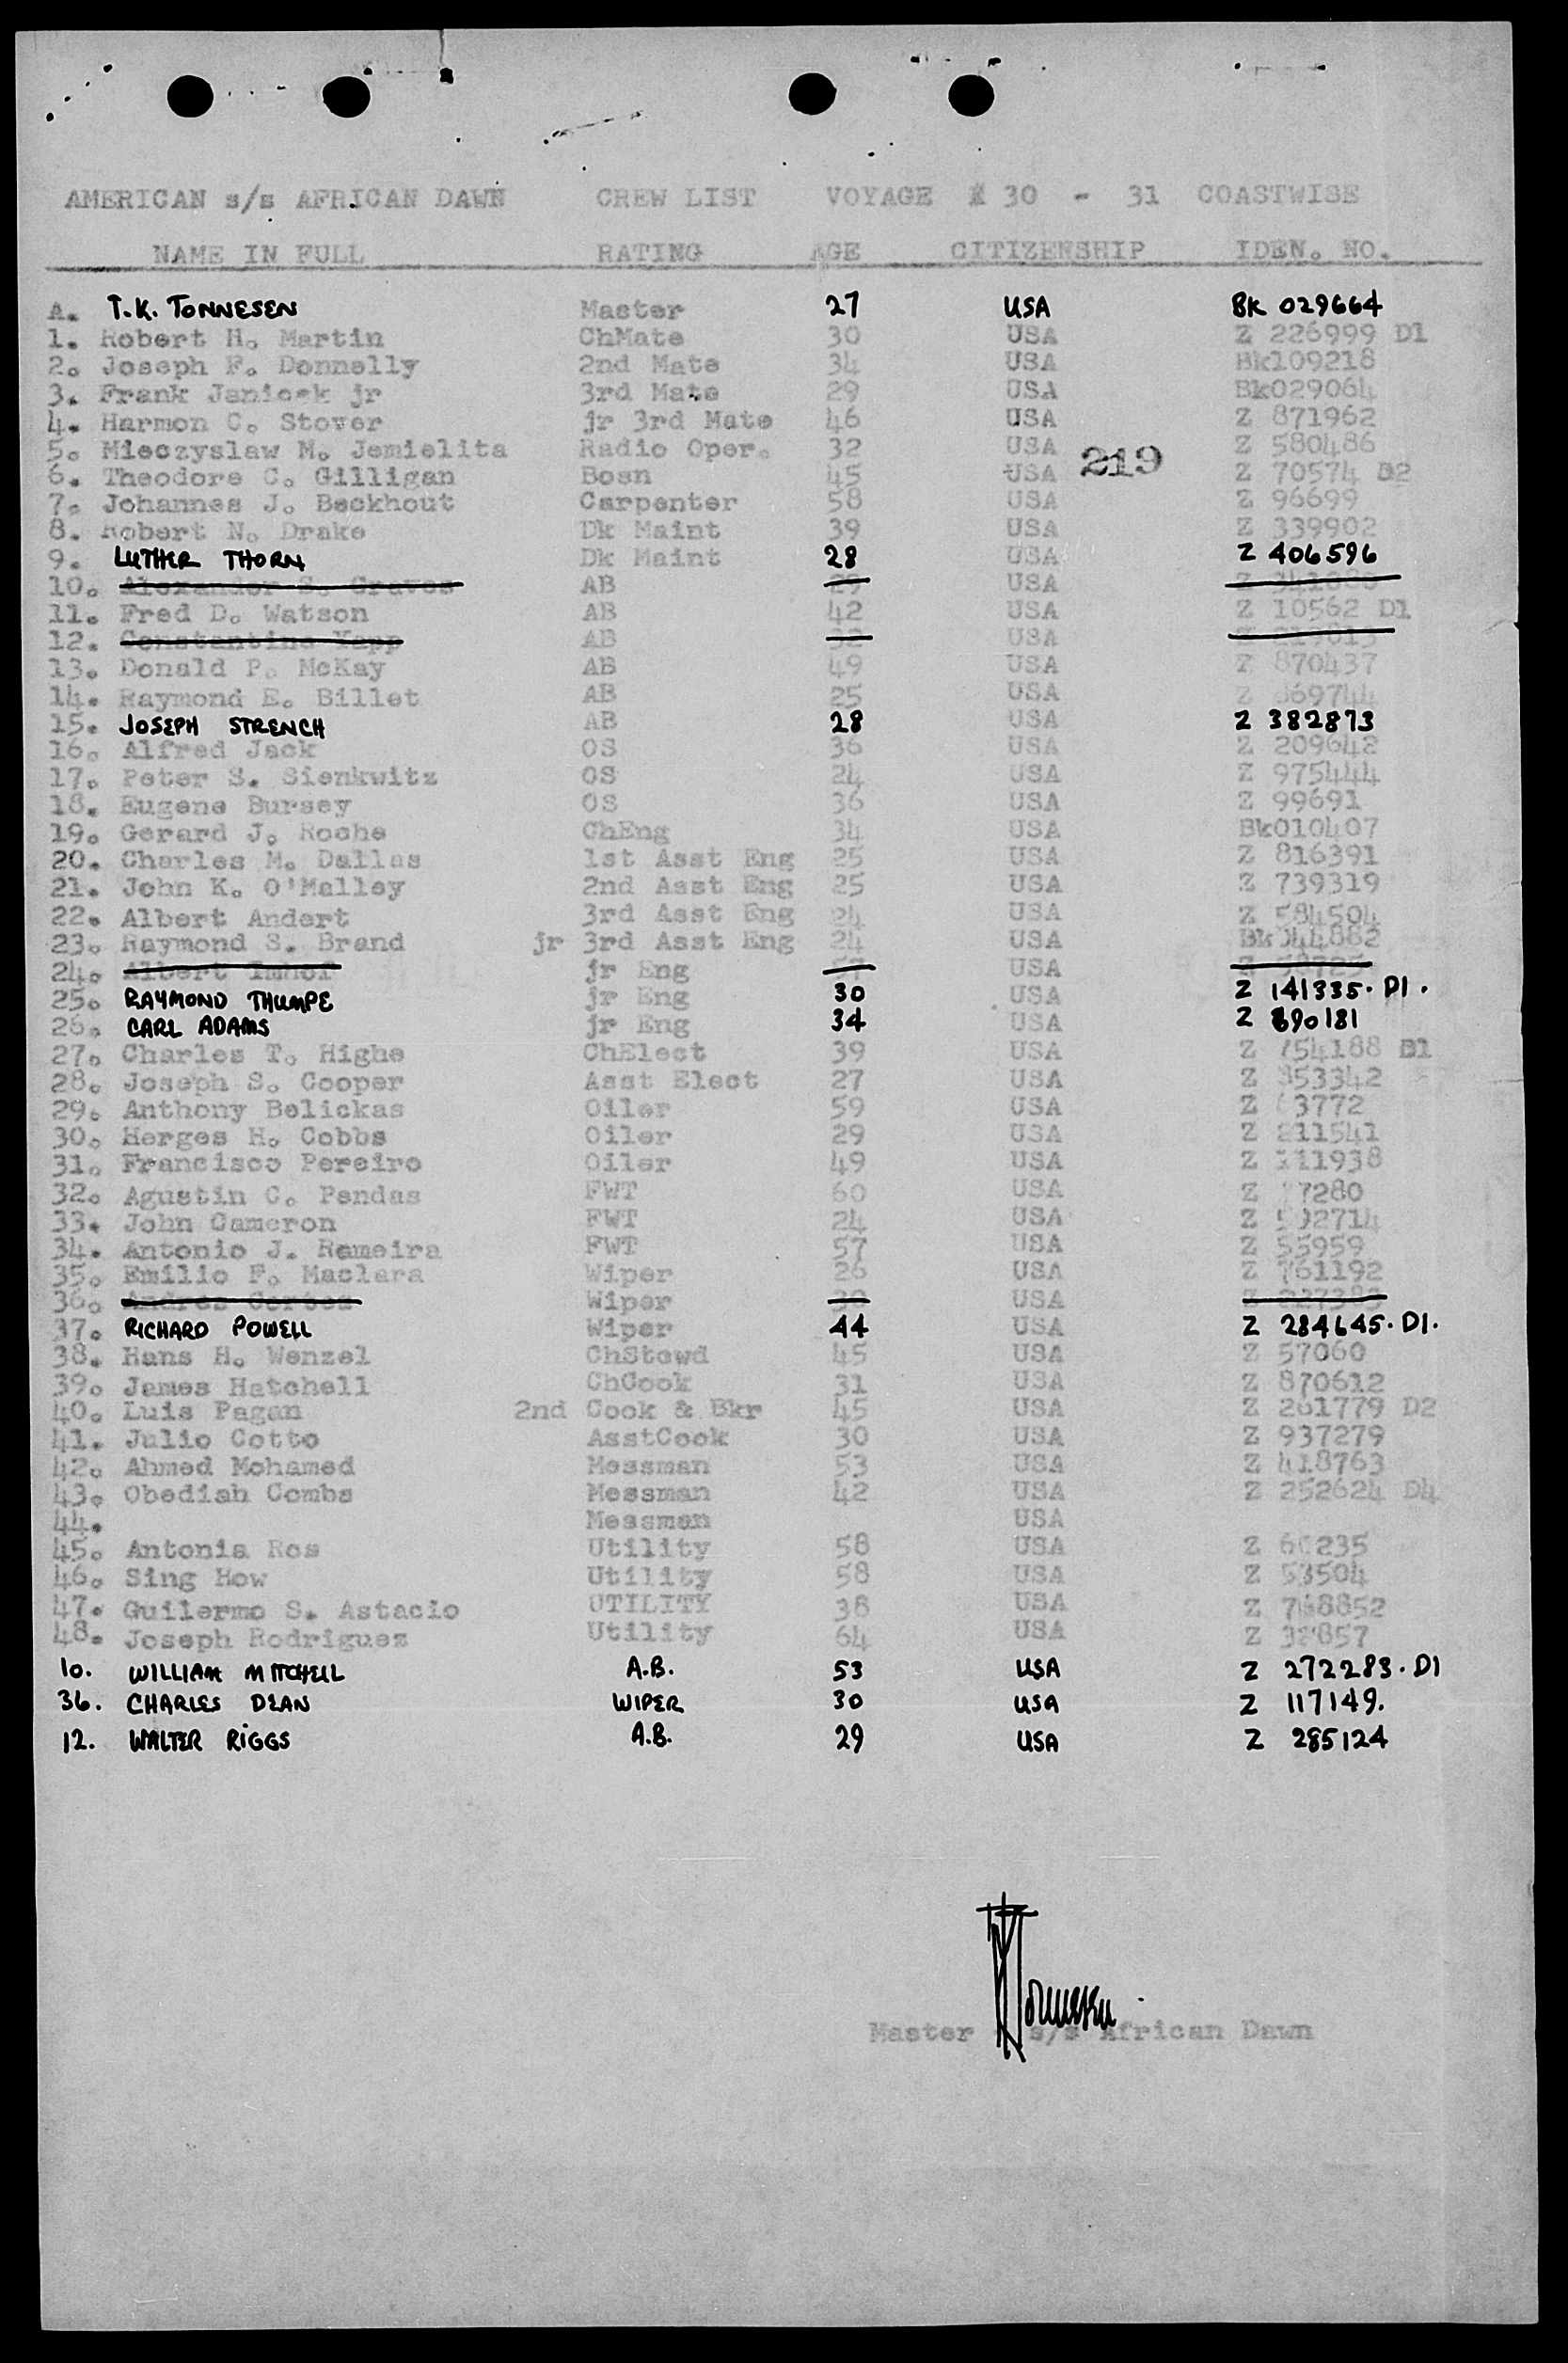 AMERICAN s/s AFRICAN DAWN CREW LIST VOYAGE # 30 - 31 COASTWISE
NAME IN FULL RATING AGE CITIZENSHIP IDEN. NO.
A. T.K. TONNESEN Master 27 USA BK 029664
1. Robert H. Martin ChMate 30 USA Z 226999 D1
2. Joseph F. Donnelly 2nd Mate 34 USA Bk109218
3. Frank Janicek jr 3rd Mate 29 USA Bk029064
4. Harmon C. Stover jr 3rd Mate 46 USA Z 871962
5. Mieczyslaw M. Jemielita Radio Oper. 32 USA Z 580486
219
6. Theodore C. Gilligan Bosn 45 USA Z 70574 D2
7. Johannes J. Beckhout Carpenter 58 USA Z 96699
8. Robert N. Drake Dk Maint 39 USA Z 339902
9. LUTHER THORN Dk Maint 28 USA Z 406596
10. Alexander S. Graves AB 29 USA
11. Fred D. Watson AB 42 USA Z 10562 D1
12. Constantine Kapp AB 32 USA
13. Donald P. McKay AB 49 USA Z 870437
14. Raymond E. Billet AB 25 USA Z 869744
15. JOSEPH STRENCH AB 28 USA Z 382873
16. Alfred Jack OS 36 USA Z 209642
17. Peter S. Sienkwitz OS 24 USA Z 975444
18. Eugene Bursey OS 36 USA Z 99691
19. Gerard J. Roche ChEng 34 USA Bk010407
20. Charles M. Dallas 1st Asst Eng 25 USA Z 816391
21. John K. O'Malley 2nd Asst Eng 25 USA Z 739319
22. Albert Andert 3rd Asst Eng 24 USA Z 584504
23. Raymond S. Brand jr 3rd Asst Eng 24 USA Bk044882
24. Albert Imhof jr Eng USA
25. RAYMOND THUMPE jr Eng 30 USA Z 141335. D1.
26. CARL ADAMS jr Eng 34 USA Z 890181
27. Charles T. Highe ChElect 39 USA Z 754188 D1
28. Joseph S. Cooper Asst Elect 27 USA Z 853342
29. Anthony Belickas Oiler 59 USA Z
30. Herges H. Cobbs Oiler 29 USA Z 211541
31. Francisco Pereiro Oiler 49 USA Z
32. Agustin C. Pendas FWT 60 USA Z
33. John Cameron FWT 24 USA Z
34. Antonio J. Rameira FWT 57 USA Z 55959
35. Emilio F. Maclara Wiper 26 USA Z 761192
36. Andres Cortes Wiper 30 USA
37. RICHARD POWELL Wiper 44 USA Z 284645. D1.
38. Hans H. Wenzel ChStewd 45 USA Z 57060
39. James Hatchell ChCook 31 USA Z 870612
40. Luis Pagan 2nd Cook & Bkr 45 USA Z 261779 D2
41. Julio Cotto AsstCook 30 USA Z 937279
42. Ahmed Mohamed Messman 53 USA Z 418763
43. Obediah Combs Messman 42 USA Z 252624 D4
44. Messman USA
45. Antonia Ros Utility 58 USA Z 60235
46. Sing How Utility 58 USA Z 53504
47. Guilermo S. Astacio UTILITY 38 USA Z 768852
48. Joseph Rodriguez Utility 64 USA Z
10. WILLIAM MITCHELL A.B. 53 USA Z 272283. D1
36. CHARLES DEAN WIPER 30 USA Z 117149.
12. WALTER RIGGS A.B. 29 USA Z 285124
TKTonnesen
Master s/s African Dawn